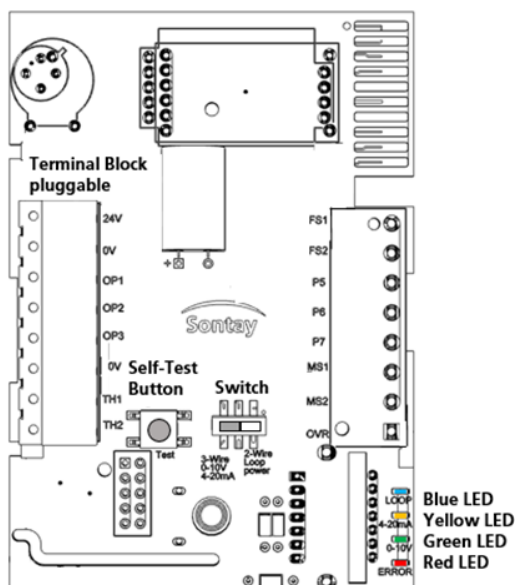 Terminal Block
pluggable
24V
0V
OP1
OP2
OP3
0V
TH1
TH2
FS1
FS2
P5
P6
P7
MS1
MS2
OVR
Sontay
Self-Test
Button
Test
Switch
3-Wire
0-10V
4-20mA
2-Wire
Loop
power
LOOP
4-20mA
0-10V
ERROR
Blue LED
Yellow LED
Green LED
Red LED